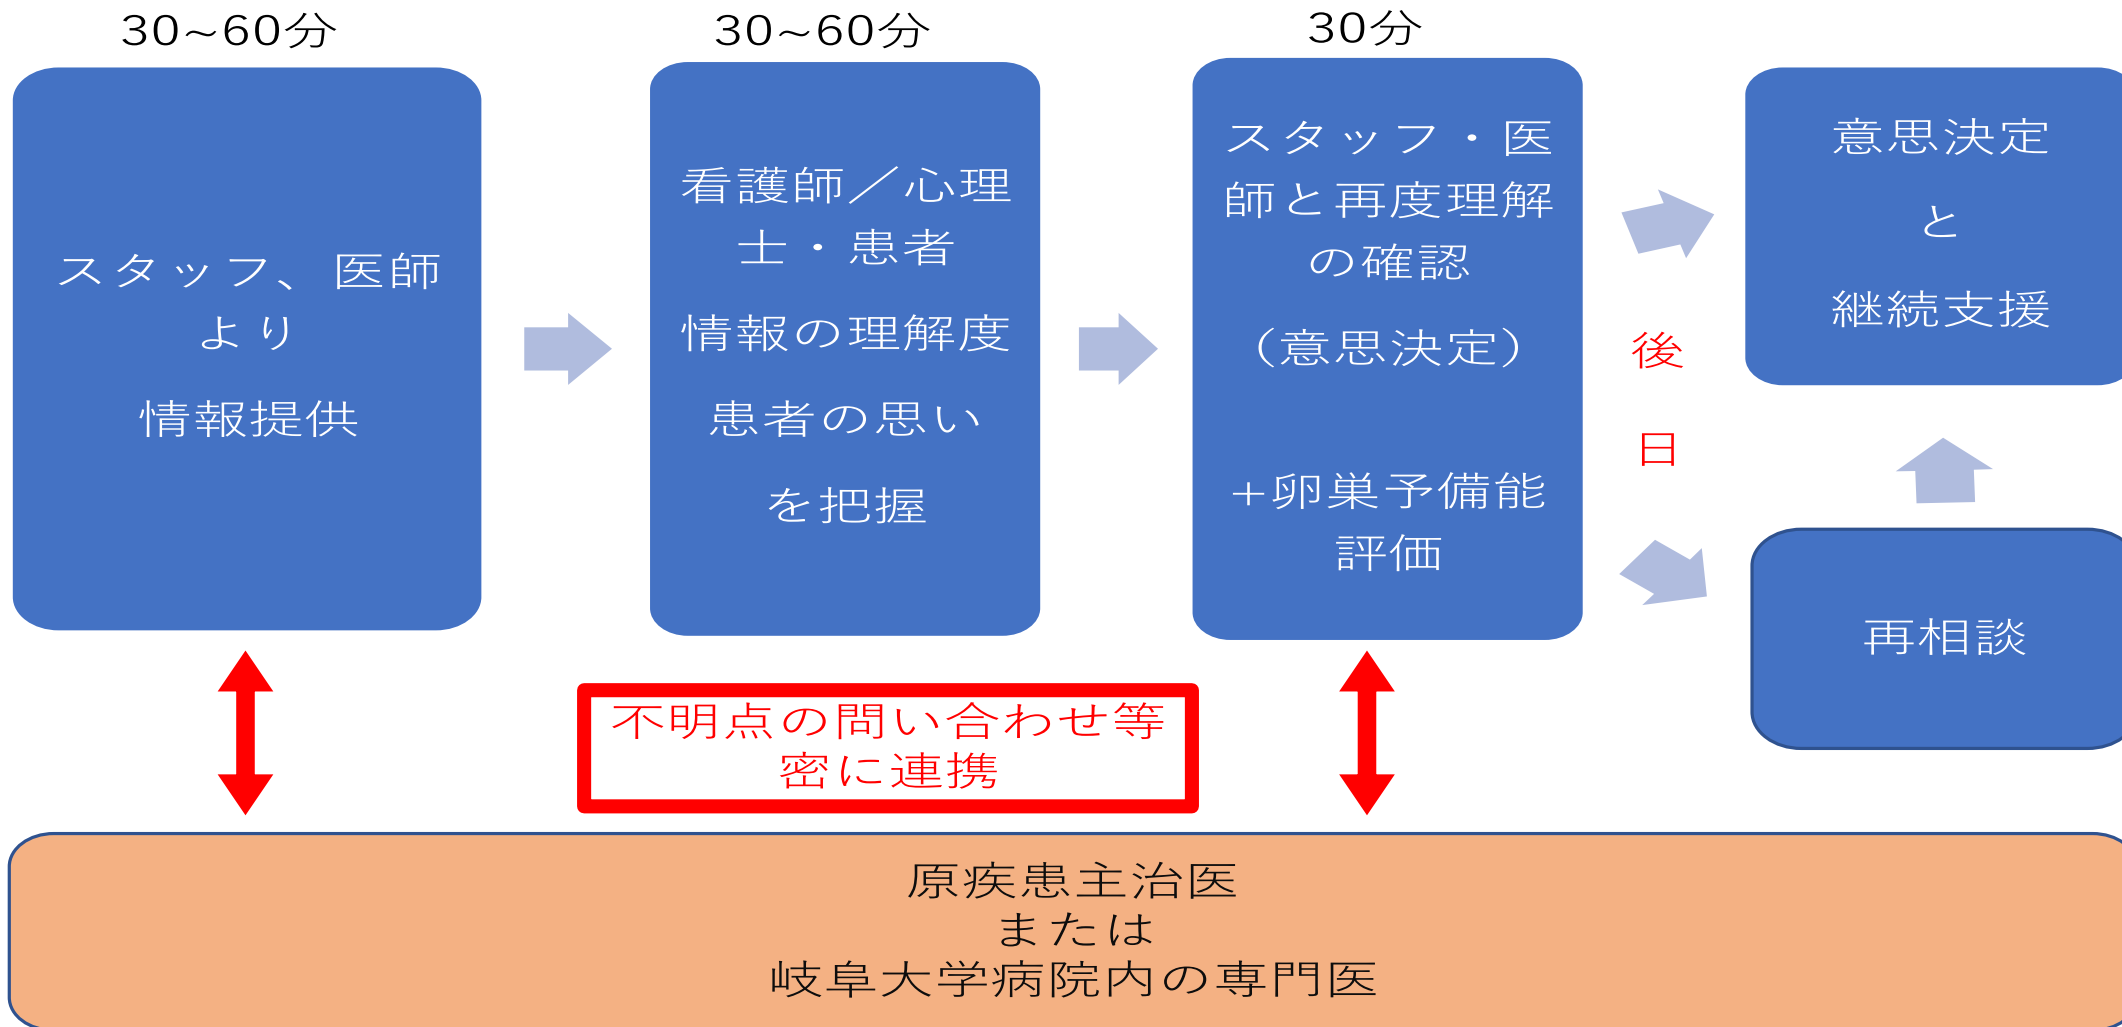 30~60分
スタッフ、医師
より
情報提供
30~60分
看護師／心理
士・患者
情報の理解度
患者の思い
を把握
30分
スタッフ・医
師と再度理解
の確認
（意思決定）
+卵巣予備能
評価
後
日
意思決定
と
継続支援
再相談
不明点の問い合わせ等
密に連携
原疾患主治医
または
岐阜大学病院内の専門医